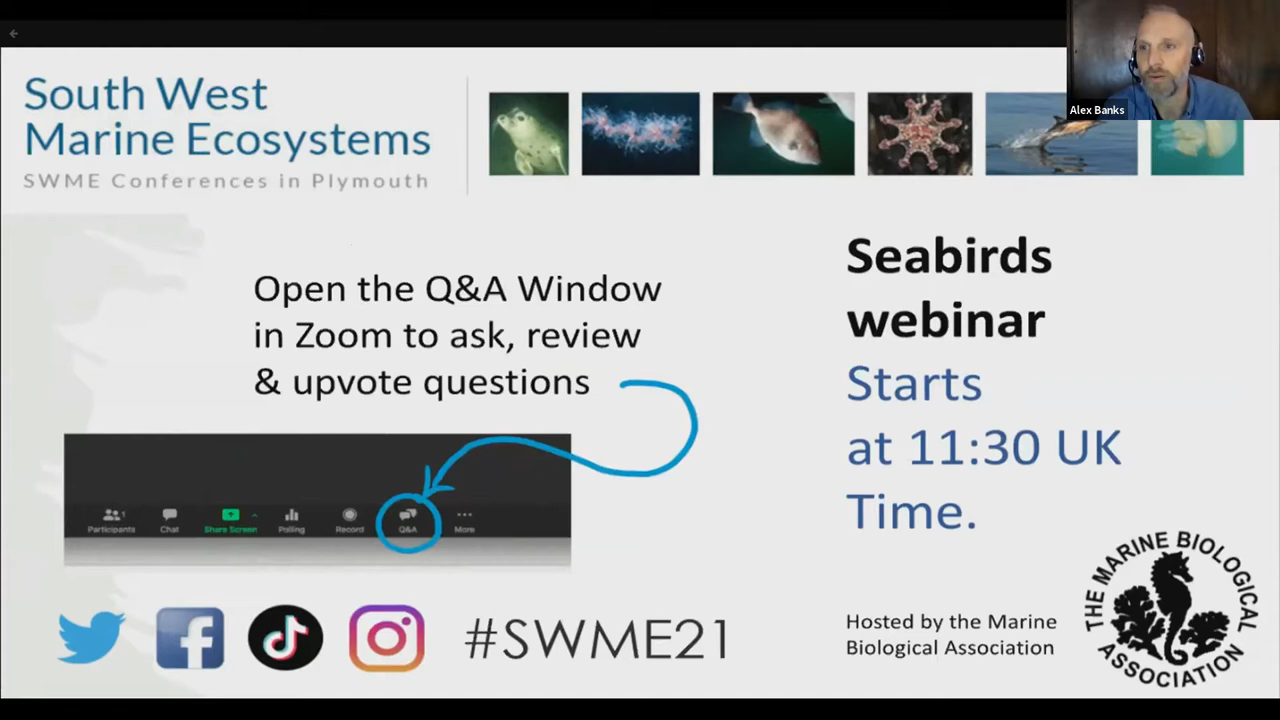 Alex Banks
South West
Marine Ecosystems
SWME Conferences in Plymouth
Open the Q&A Window
in Zoom to ask, review
& upvote questions
Seabirds
webinar
Starts
at 11:30 UK
Time.
Participants 1 Chat Share Screen Polling Record Q&A More
#SWME21
Hosted by the Marine
Biological Association
THE MARINE BIOLOGICAL
ASSOCIATION